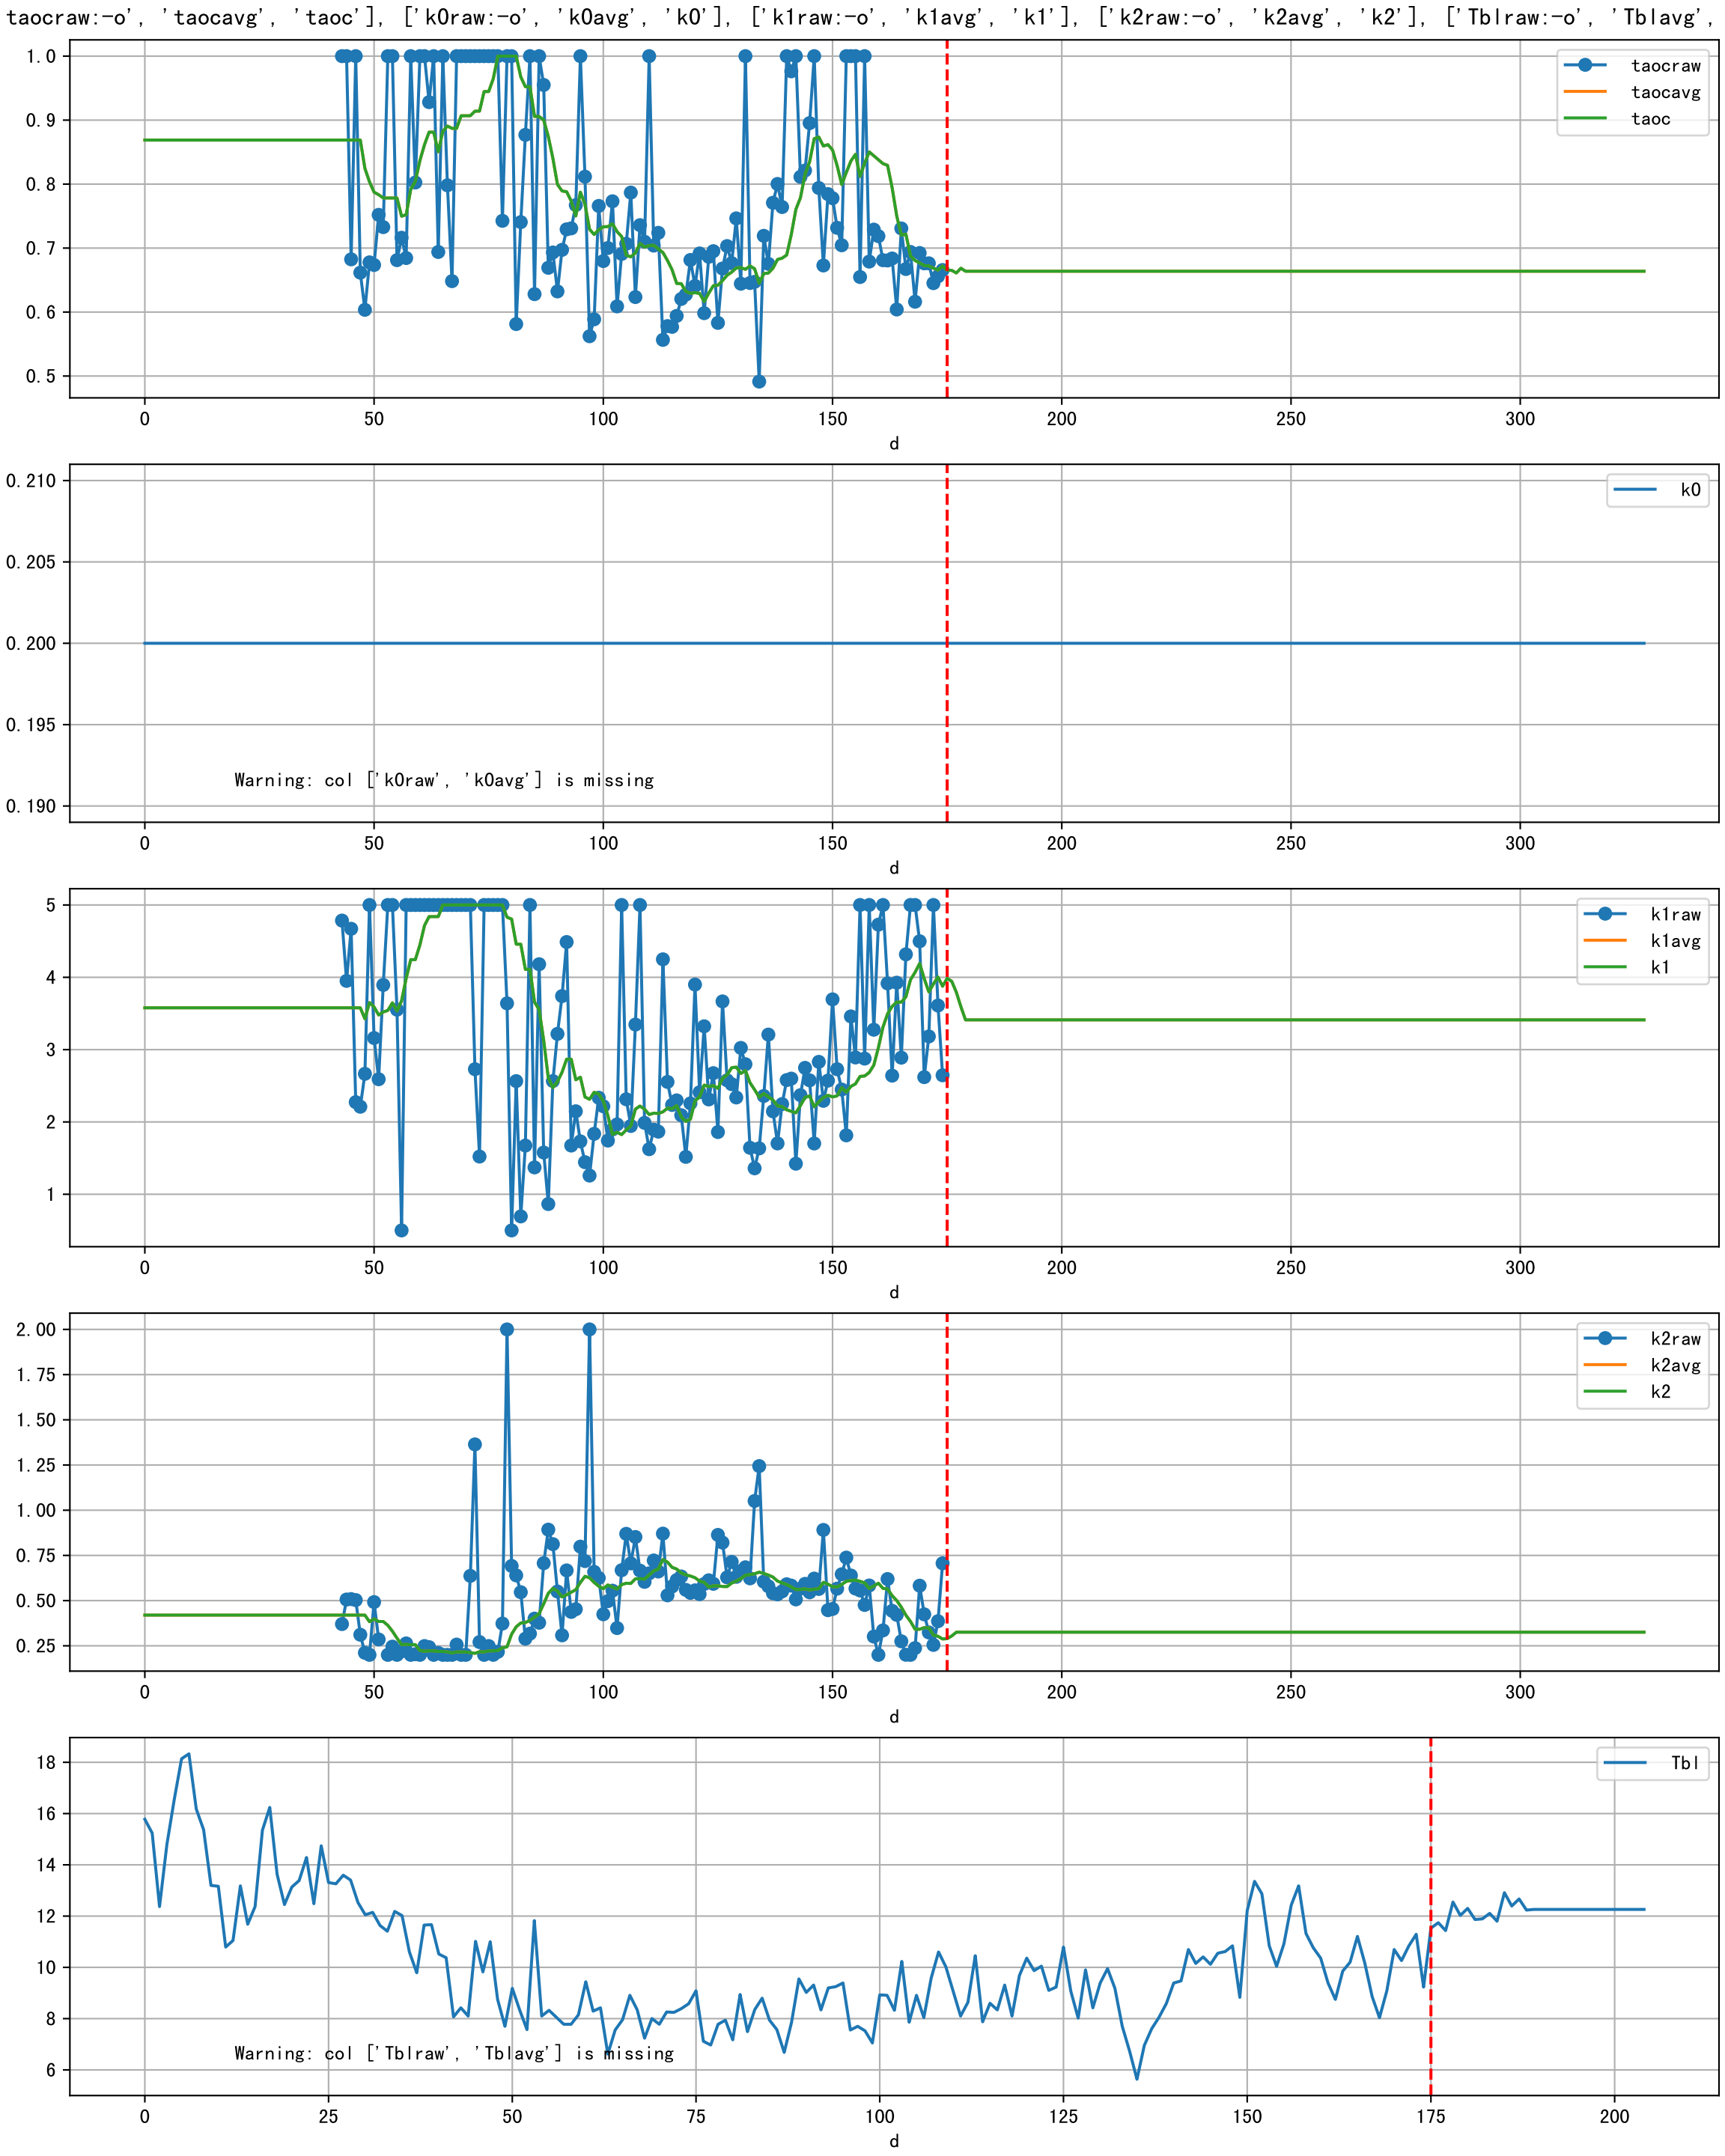 taocraw:-o', 'taocavg', 'taoc'], ['k0raw:-o', 'k0avg', 'k0'], ['k1raw:-o', 'k1avg', 'k1'], ['k2raw:-o', 'k2avg', 'k2'], ['Tblraw:-o', 'Tblavg',
1.0
0.9
0.8
0.7
0.6
0.5
taocraw
taocavg
taoc
0 50 100 150 200 250 300
d
0.210
0.205
0.200
0.195
0.190
k0
Warning: col ['k0raw', 'k0avg'] is missing
0 50 100 150 200 250 300
d
5
4
3
2
1
k1raw
k1avg
k1
0 50 100 150 200 250 300
d
2.00
1.75
1.50
1.25
1.00
0.75
0.50
0.25
k2raw
k2avg
k2
0 50 100 150 200 250 300
d
18
16
14
12
10
8
6
Tbl
Warning: col ['Tblraw', 'Tblavg'] is missing
0 25 50 75 100 125 150 175 200
d